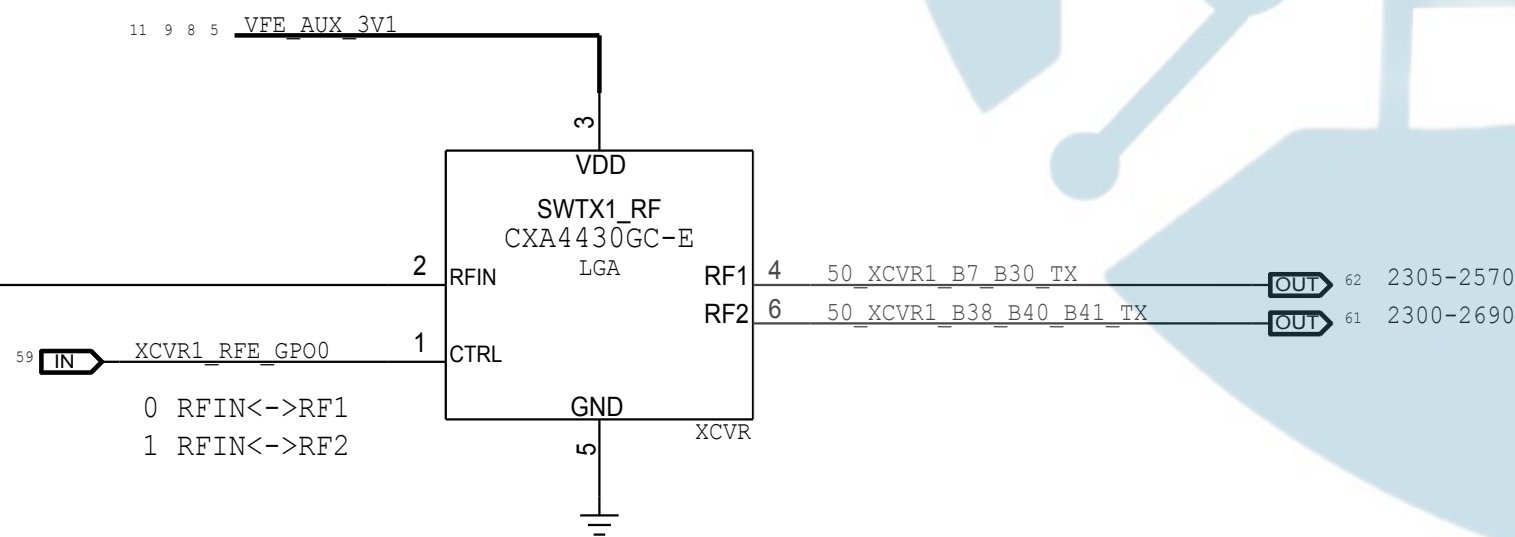 11 9 8 5 VFE_AUX_3V1
3
VDD
SWTX1_RF
CXA4430GC-E
LGA
2 RFIN
RF1 4 50_XCVR1_B7_B30_TX OUT 62 2305-2570
RF2 6 50_XCVR1_B38_B40_B41_TX OUT 61 2300-2690
59 IN XCVR1_RFE_GPO0 1 CTRL
0 RFIN<->RF1
1 RFIN<->RF2
GND
XCVR
5